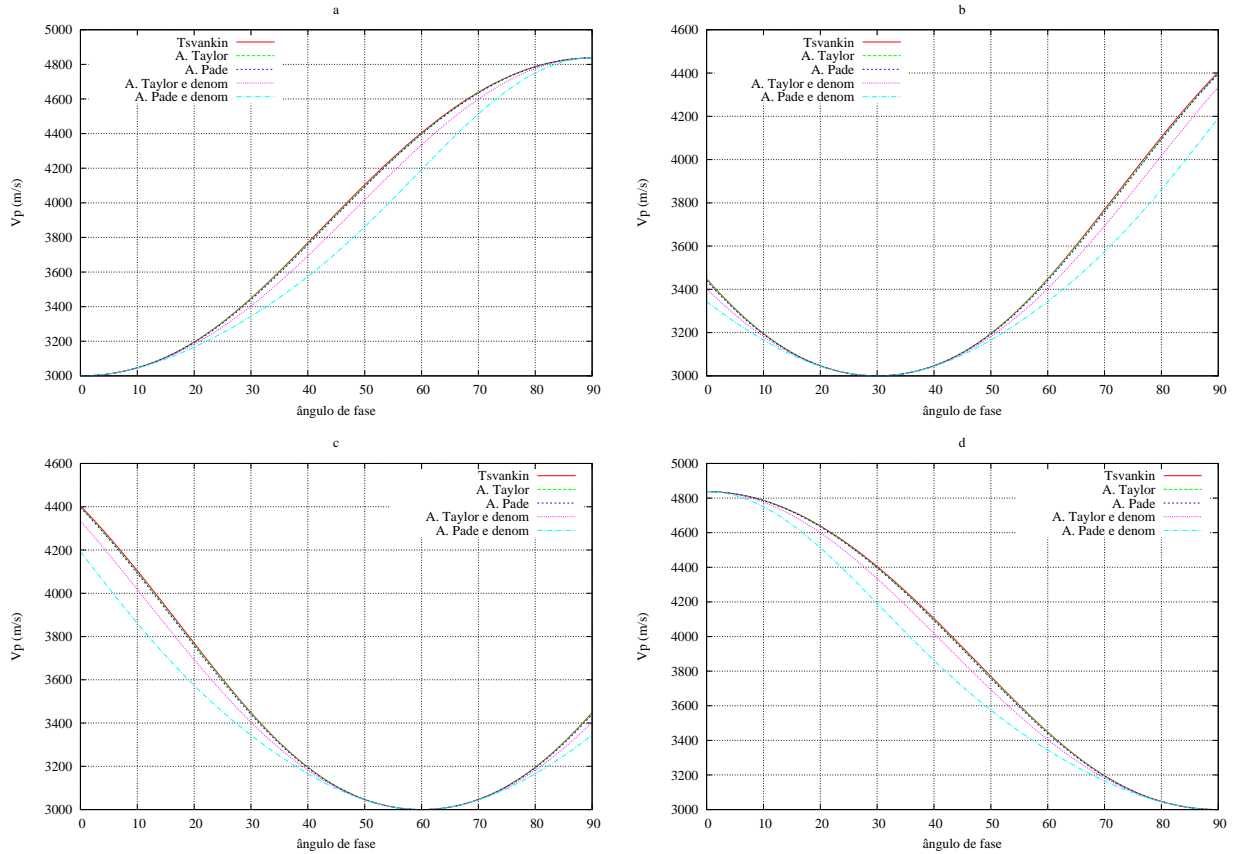 a
5000
4800
4600
4400
4200
4000
3800
3600
3400
3200
3000
Vp (m/s)
Tsvankin
A. Taylor
A. Pade
A. Taylor e denom
A. Pade e denom
0 10 20 30 40 50 60 70 80 90
ângulo de fase
b
4600
4400
4200
4000
3800
3600
3400
3200
3000
Vp (m/s)
Tsvankin
A. Taylor
A. Pade
A. Taylor e denom
A. Pade e denom
0 10 20 30 40 50 60 70 80 90
ângulo de fase
c
4600
4400
4200
4000
3800
3600
3400
3200
3000
Vp (m/s)
Tsvankin
A. Taylor
A. Pade
A. Taylor e denom
A. Pade e denom
0 10 20 30 40 50 60 70 80 90
ângulo de fase
d
5000
4800
4600
4400
4200
4000
3800
3600
3400
3200
3000
Vp (m/s)
Tsvankin
A. Taylor
A. Pade
A. Taylor e denom
A. Pade e denom
0 10 20 30 40 50 60 70 80 90
ângulo de fase